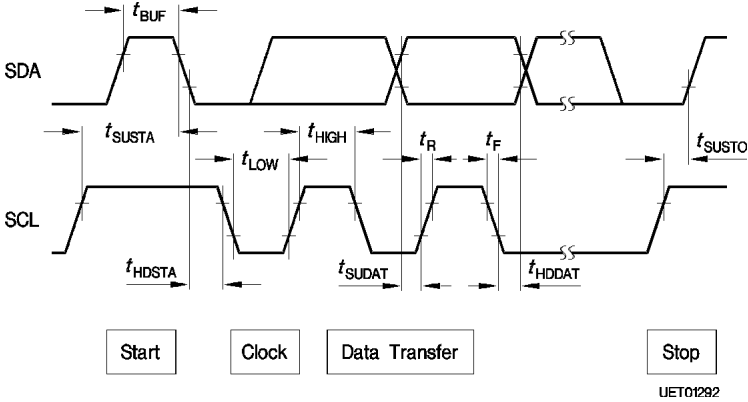 tBUF
SDA
tSUSTA
tHIGH
tR
tF
tSUSTO
tLOW
SCL
tHDSTA
tSUDAT
tHDDAT
Start
Clock
Data Transfer
Stop
UET01292